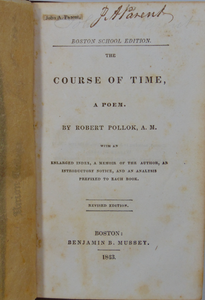 J A Parent
BOSTON SCHOOL EDITION.
THE
COURSE OF TIME,
A POEM.
BY ROBERT POLLOK, A. M.
WITH AN
ENLARGED INDEX, A MEMOIR OF THE AUTHOR, AN
INTRODUCTORY NOTICE, AND AN ANALYSIS
PREFIXED TO EACH BOOK.
REVISED EDITION.
BOSTON:
BENJAMIN B. MUSSEY.
1843.